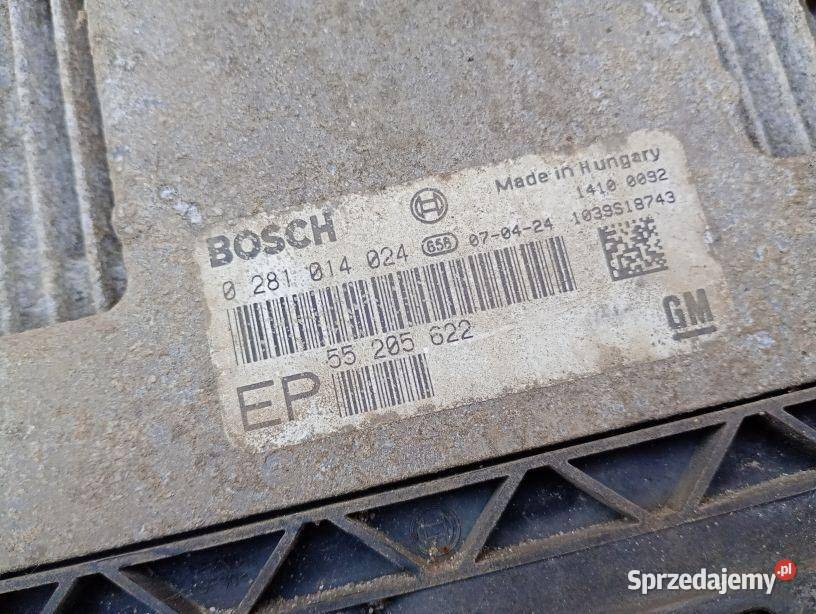 BOSCH
Made in Hungary
1410 0092
0 281 014 024 656 07-04-24 1039S18743
55 205 622
EP
GM
Sprzedajemy.pl